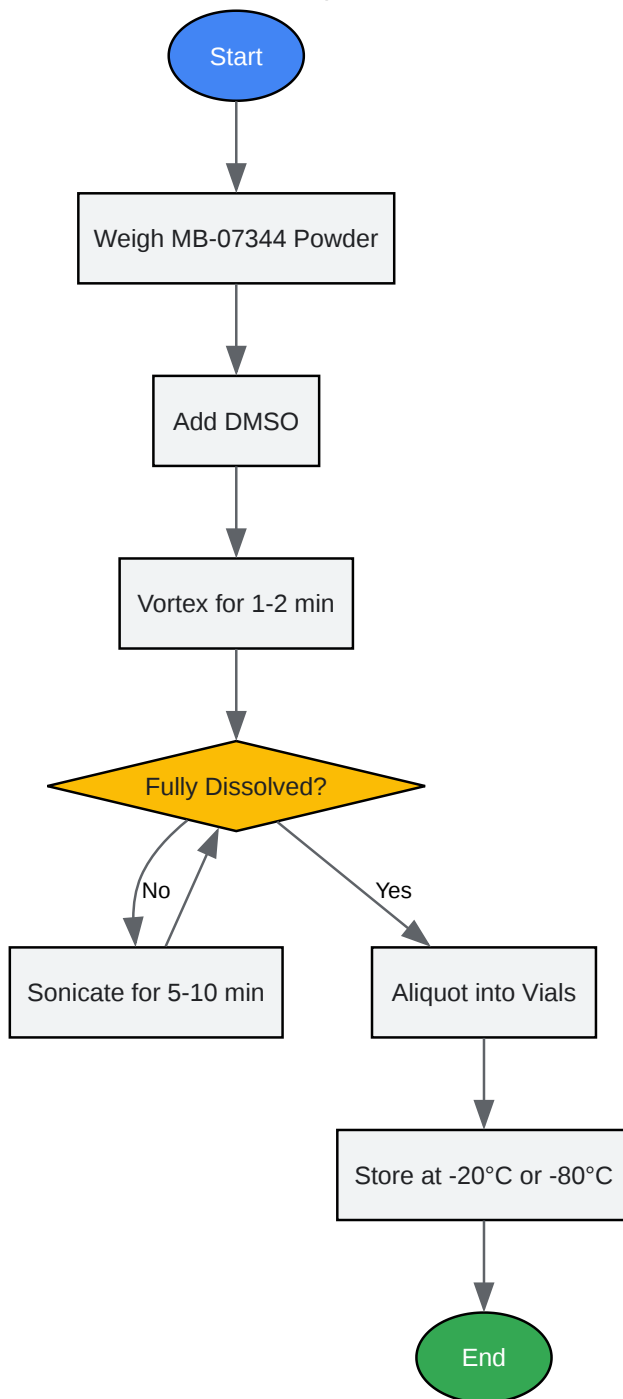 Start
Weigh MB-07344 Powder
Add DMSO
Vortex for 1-2 min
Fully Dissolved?
No
Yes
Sonicate for 5-10 min
Aliquot into Vials
Store at -20°C or -80°C
End